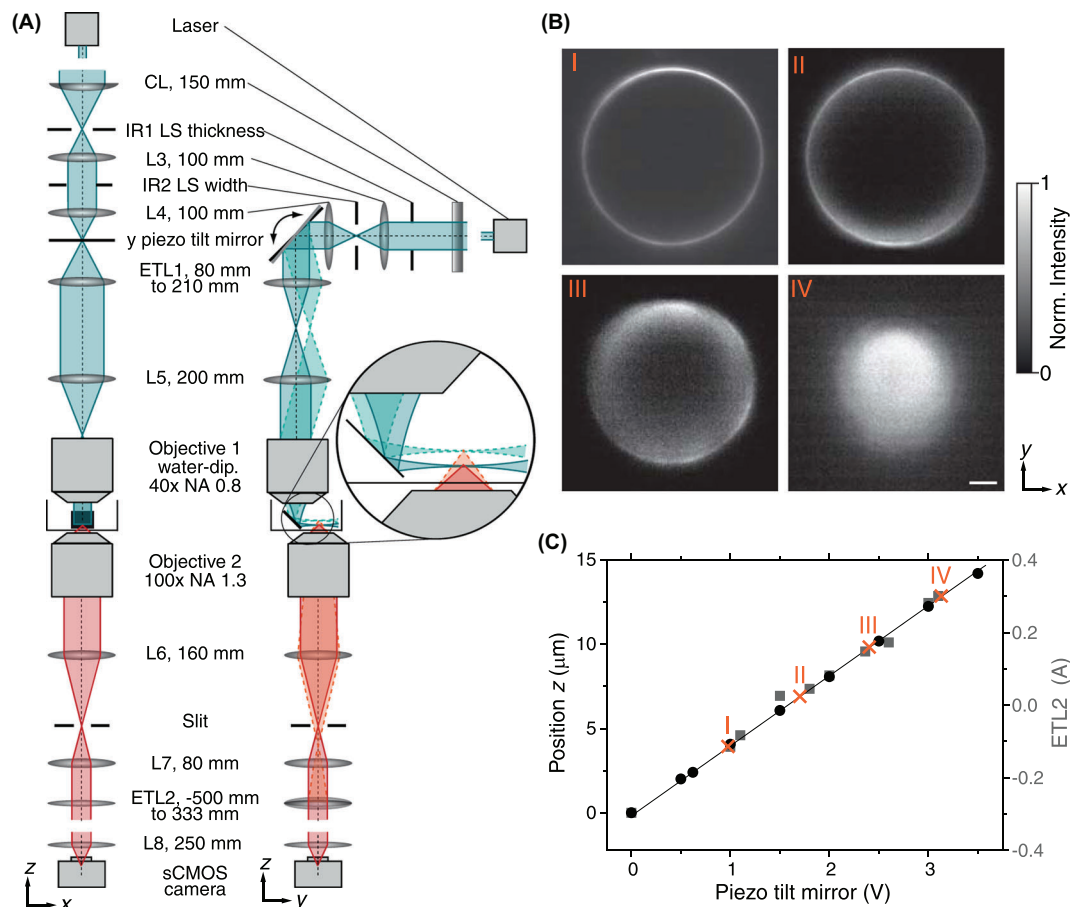 (A)
Laser
CL, 150 mm
IR1 LS thickness
L3, 100 mm
IR2 LS width
L4, 100 mm
y piezo tilt mirror
ETL1, 80 mm
to 210 mm
L5, 200 mm
Objective 1
water-dip.
40x NA 0.8
Objective 2
100x NA 1.3
L6, 160 mm
Slit
L7, 80 mm
ETL2, -500 mm
to 333 mm
L8, 250 mm
sCMOS
camera
z
x
z
y
(B)
I
II
III
IV
1
0
Norm. Intensity
y
x
(C)
15
10
5
0
Position z (μm)
I
II
III
IV
0.4
0.2
0.0
-0.2
-0.4
ETL2 (A)
0
1
2
3
Piezo tilt mirror (V)